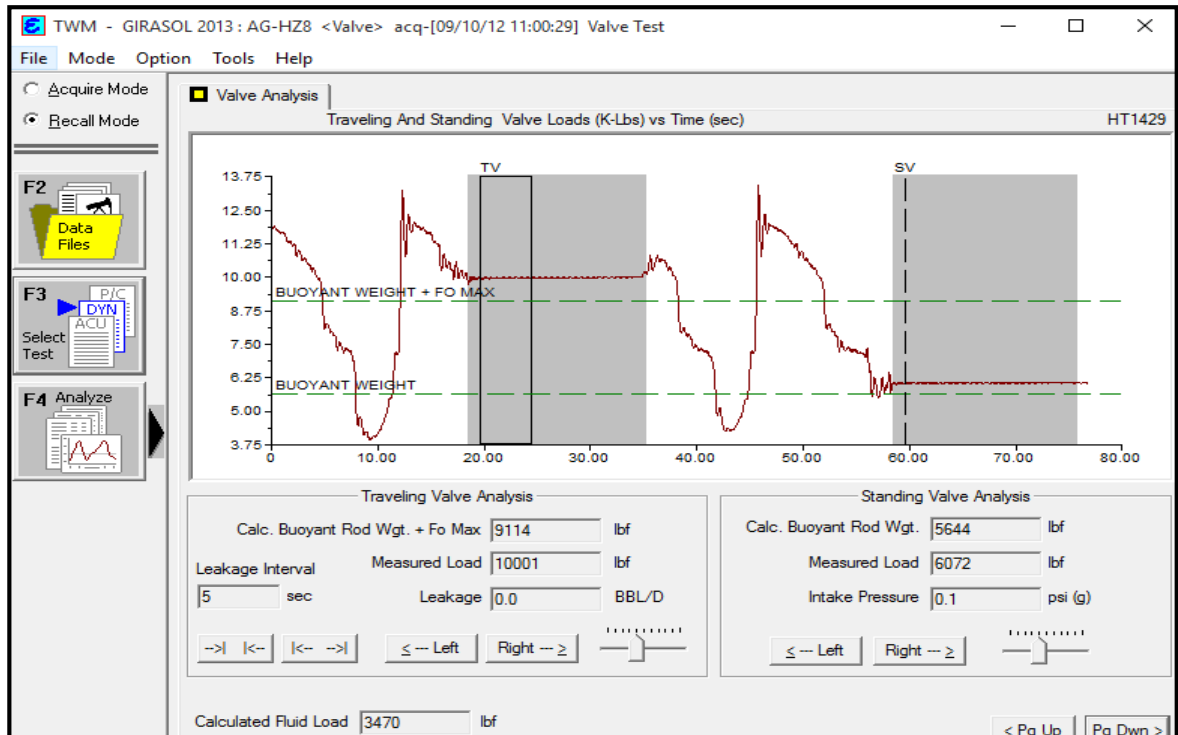 TWM - GIRASOL 2013 : AG-HZ8 <Valve> acq-[09/10/12 11:00:29] Valve Test
File Mode Option Tools Help
Acquire Mode
Recall Mode
F2
Data
Files
F3
P/C
DYN
ACU
Select
Test
F4 Analyze
Valve Analysis
Traveling And Standing Valve Loads (K-Lbs) vs Time (sec) HT1429
TV SV
13.75
12.50
11.25
10.00
BUOYANT WEIGHT + FO MAX
8.75
7.50
6.25
BUOYANT WEIGHT
5.00
3.75
0 10.00 20.00 30.00 40.00 50.00 60.00 70.00 80.00
Traveling Valve Analysis
Calc. Buoyant Rod Wgt. + Fo Max 9114 lbf
Measured Load 10001 lbf
Leakage Interval
5 sec
Leakage 0.0 BBL/D
-->| |<-- |<-- -->| < --- Left Right --- >
Standing Valve Analysis
Calc. Buoyant Rod Wgt. 5644 lbf
Measured Load 6072 lbf
Intake Pressure 0.1 psi (g)
< --- Left Right --- >
Calculated Fluid Load 3470 lbf
< Pg Up Pg Dwn >